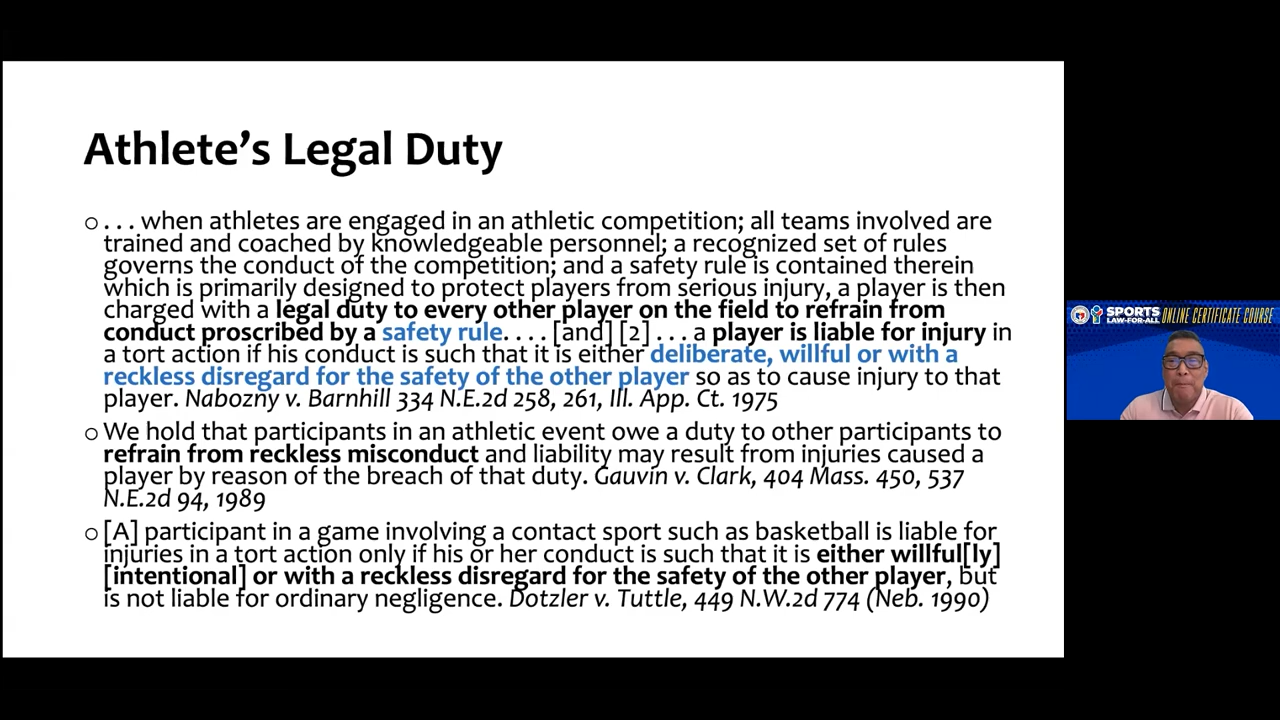 Athlete’s Legal Duty
o . . . when athletes are engaged in an athletic competition; all teams involved are
trained and coached by knowledgeable personnel; a recognized set of rules
governs the conduct of the competition; and a safety rule is contained therein
which is primarily designed to protect players from serious injury, a player is then
charged with a legal duty to every other player on the field to refrain from
conduct proscribed by a safety rule. . . . [and] [2] . . . a player is liable for injury in
a tort action if his conduct is such that it is either deliberate, willful or with a
reckless disregard for the safety of the other player so as to cause injury to that
player. Nabozny v. Barnhill 334 N.E.2d 258, 261, Ill. App. Ct. 1975
o We hold that participants in an athletic event owe a duty to other participants to
refrain from reckless misconduct and liability may result from injuries caused a
player by reason of the breach of that duty. Gauvin v. Clark, 404 Mass. 450, 537
N.E.2d 94, 1989
o [A] participant in a game involving a contact sport such as basketball is liable for
injuries in a tort action only if his or her conduct is such that it is either willful[ly]
[intentional] or with a reckless disregard for the safety of the other player, but
is not liable for ordinary negligence. Dotzler v. Tuttle, 449 N.W.2d 774 (Neb. 1990)
SPORTS
LAW-FOR-ALL
ONLINE CERTIFICATE COURSE